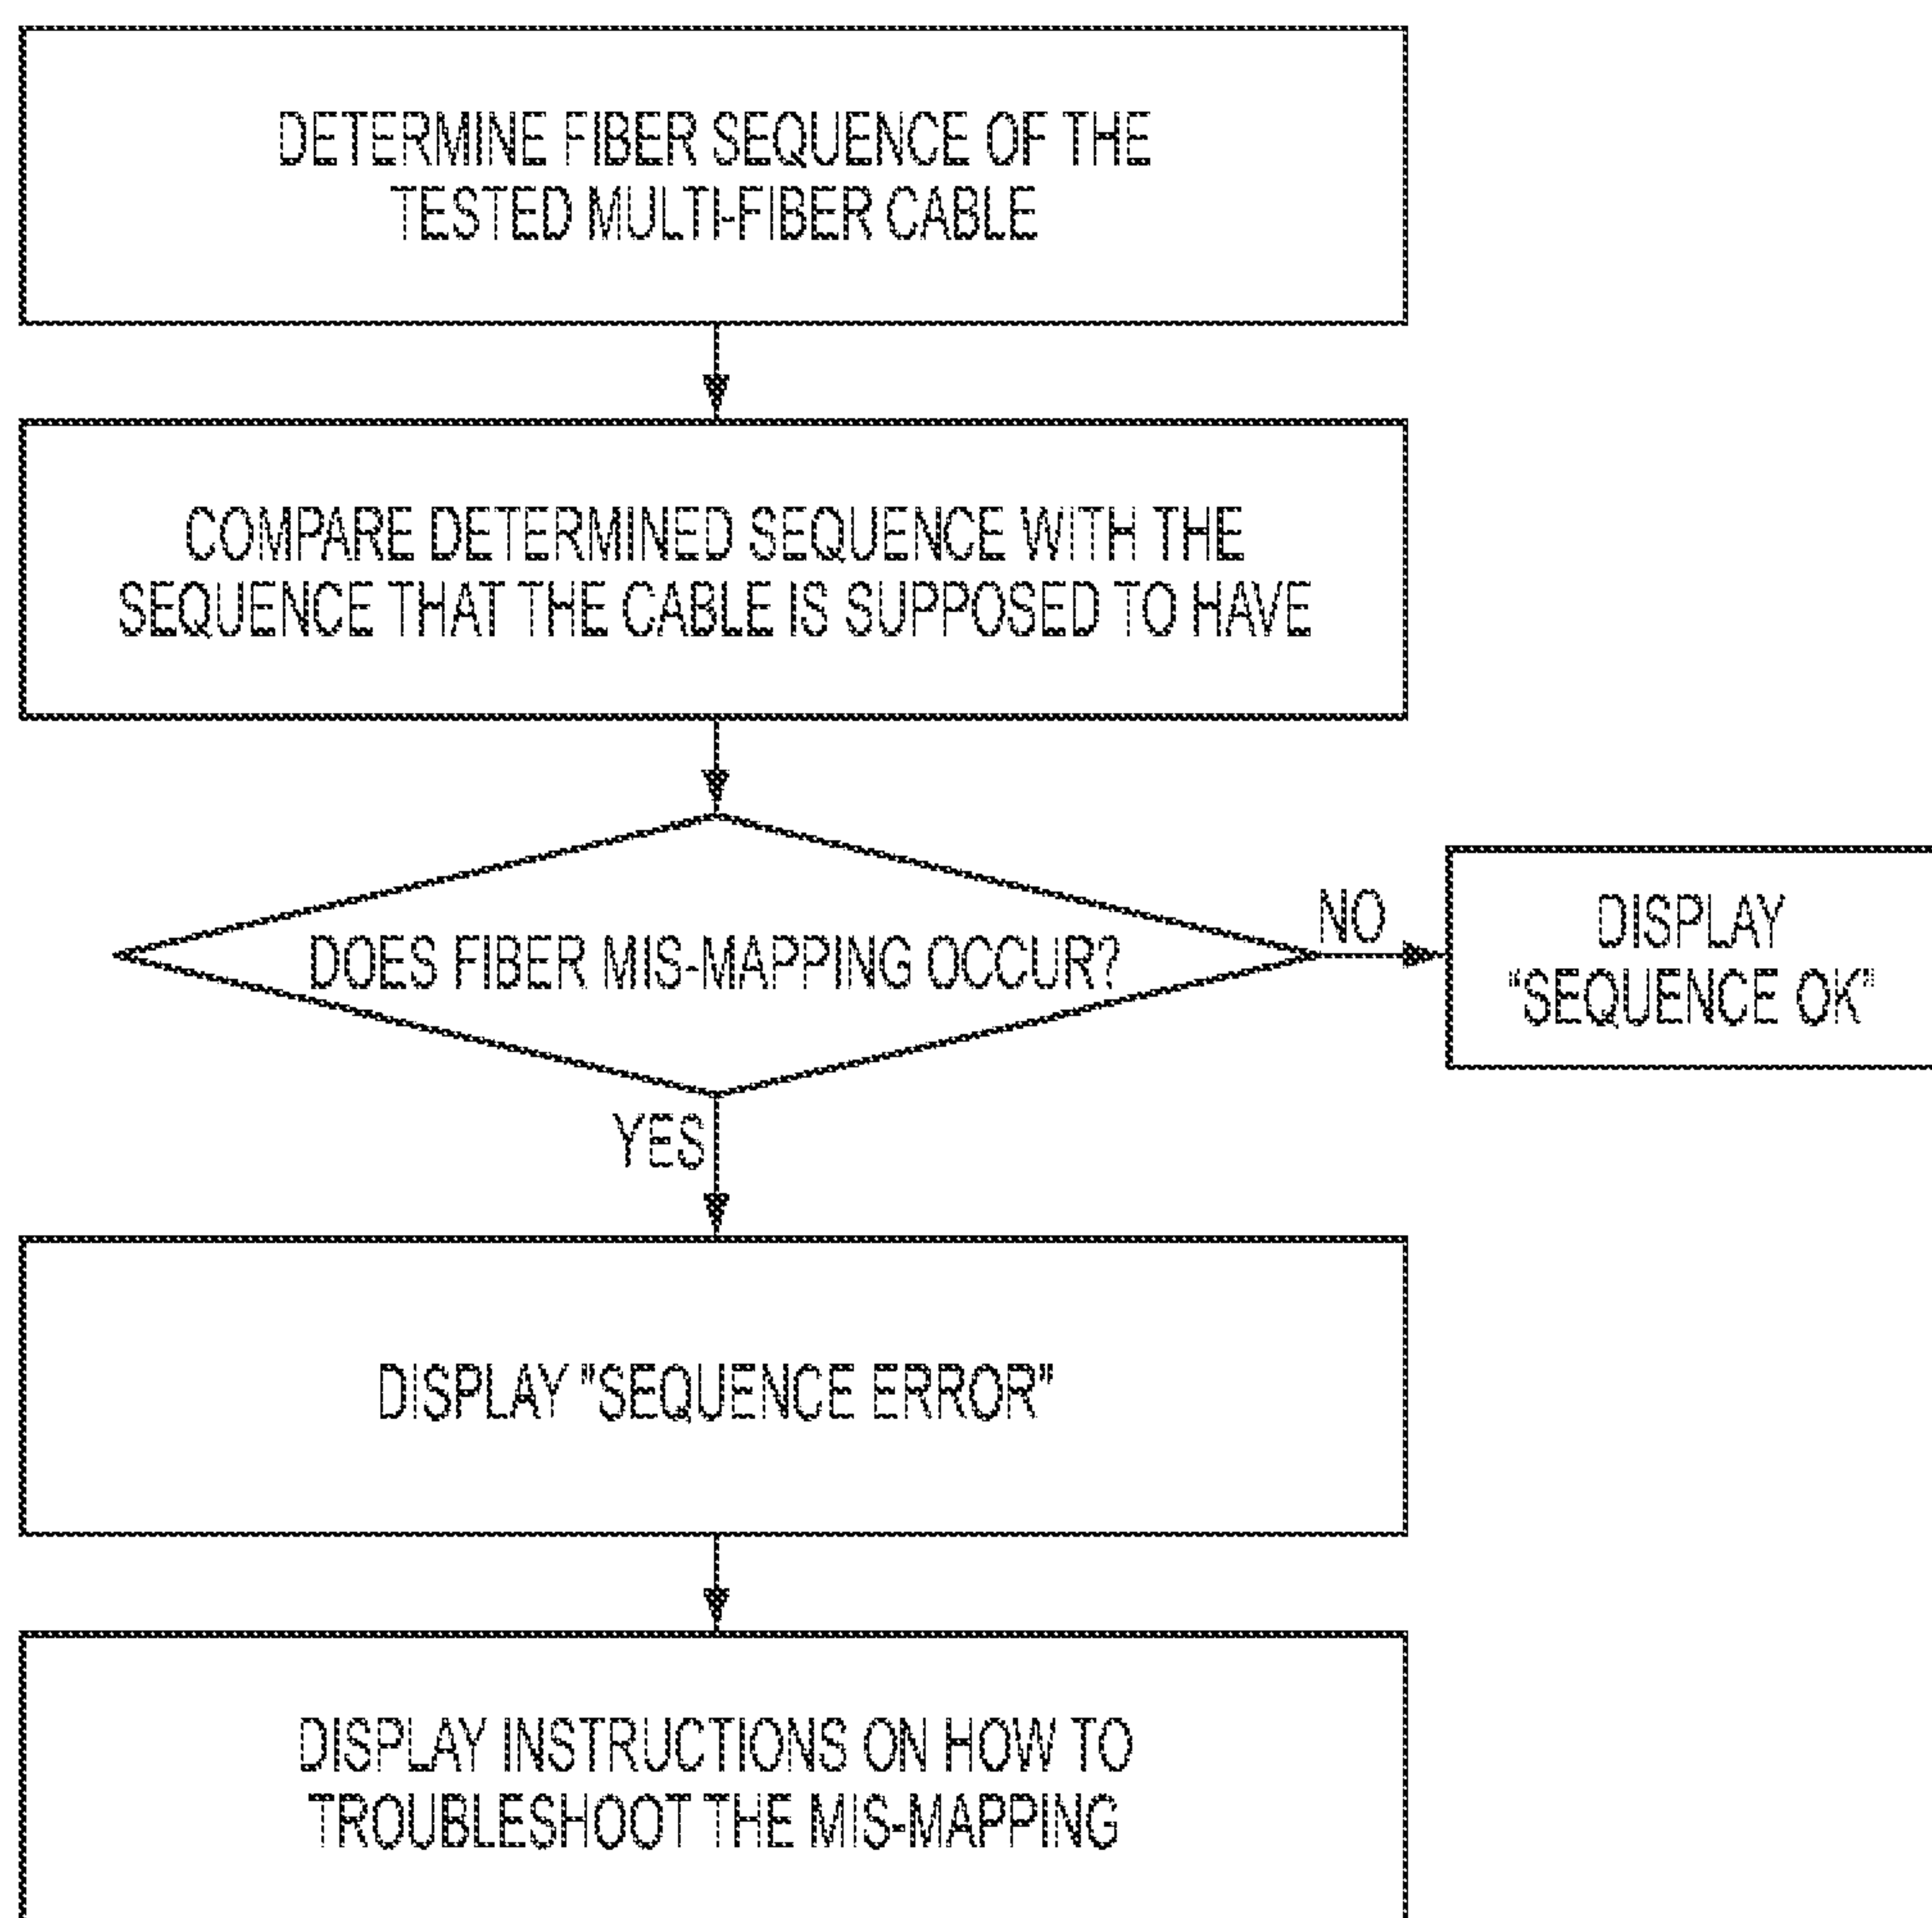 DETERMINE FIBER SEQUENCE OF THE
TESTED MULTI-FIBER CABLE
COMPARE DETERMINED SEQUENCE WITH THE
SEQUENCE THAT THE CABLE IS SUPPOSED TO HAVE
DOES FIBER MIS-MAPPING OCCUR?
NO
DISPLAY
"SEQUENCE OK"
YES
DISPLAY "SEQUENCE ERROR"
DISPLAY INSTRUCTIONS ON HOW TO
TROUBLESHOOT THE MIS-MAPPING